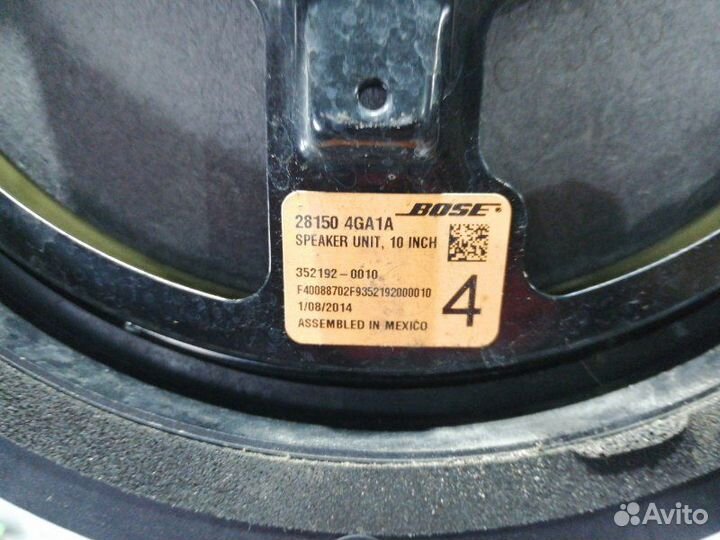 BOSE®
28150 4GA1A
SPEAKER UNIT, 10 INCH
352192-0010
F40088702F9352192000010
1/08/2014
ASSEMBLED IN MEXICO
4
Avito